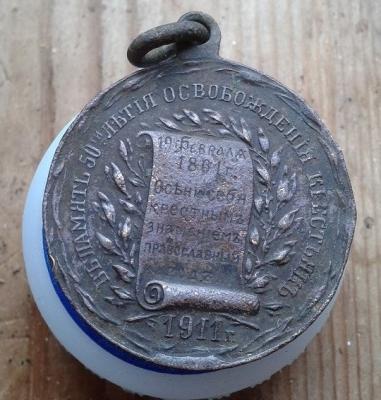 ВЪ ПАМЯТЬ 50 ЛѢТІЯ ОСВОБОЖДЕНІЯ КРЕСТЬЯНЪ
19 ФЕВРАЛЯ
1861 г.
ОСѢНИ СЕБЯ
КРЕСТНЫМЪ
ЗНАМЕНІЕМЪ
ПРАВОСЛАВНЫЙ
1911 г.